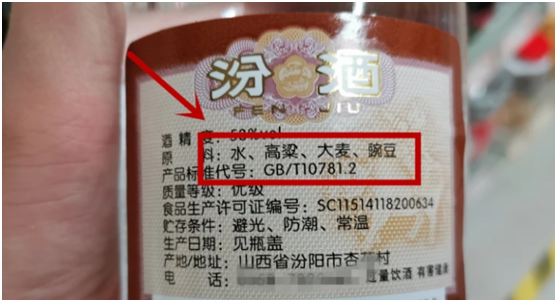 汾酒
FEN JIU
酒精度：58%vol
原料：水、高粱、大麦、豌豆
产品标准代号：GB/T10781.2
质量等级：优级
食品生产许可证编号：SC11514118200634
贮存条件：避光、防潮、常温
生产日期：见瓶盖
产地/地址：山西省汾阳市杏花村
电话： 过量饮酒 有害健康